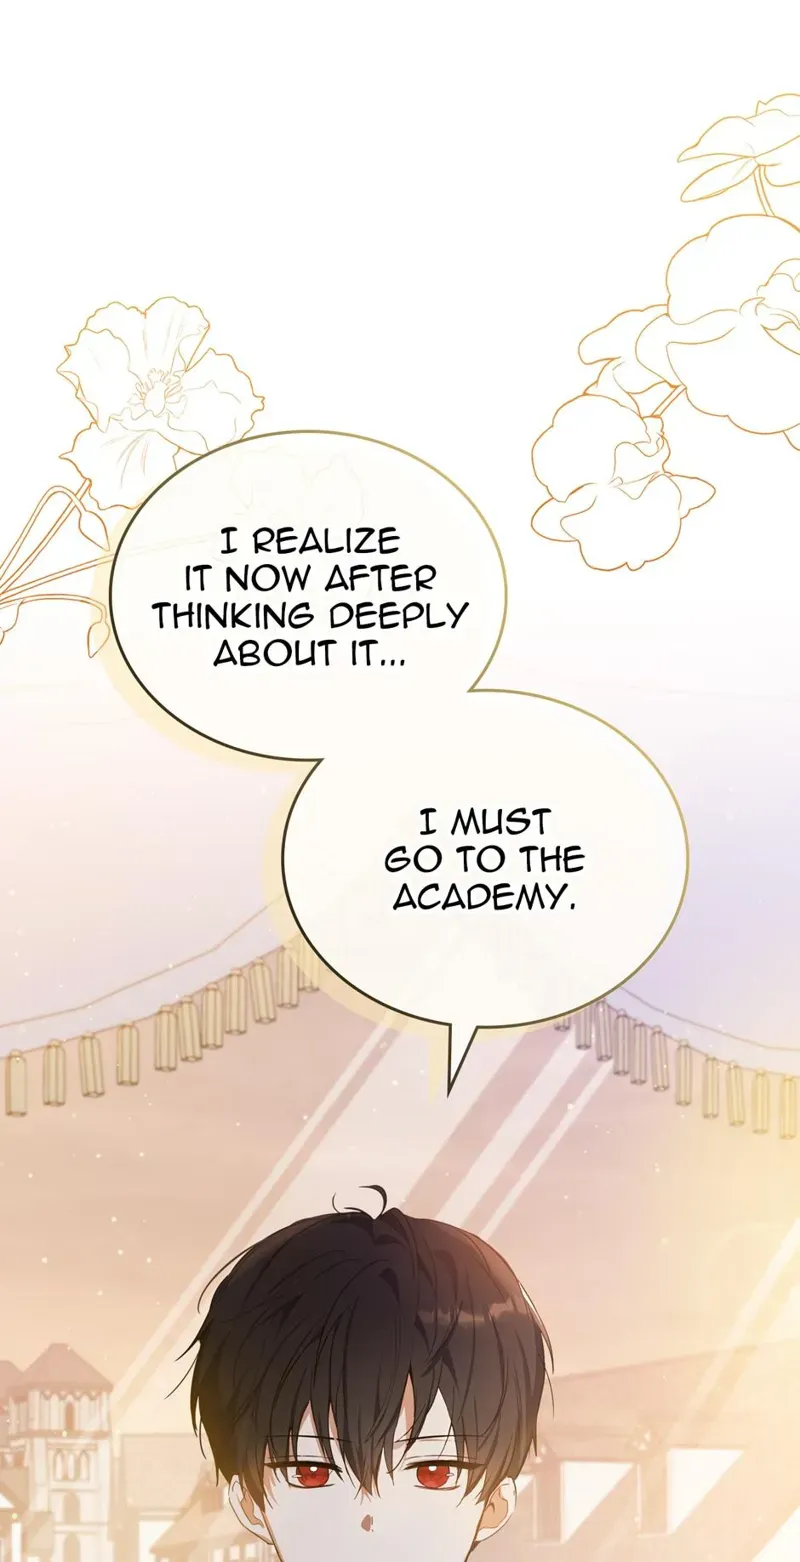 I REALIZE
IT NOW AFTER
THINKING DEEPLY
ABOUT IT...
I MUST
GO TO THE
ACADEMY.